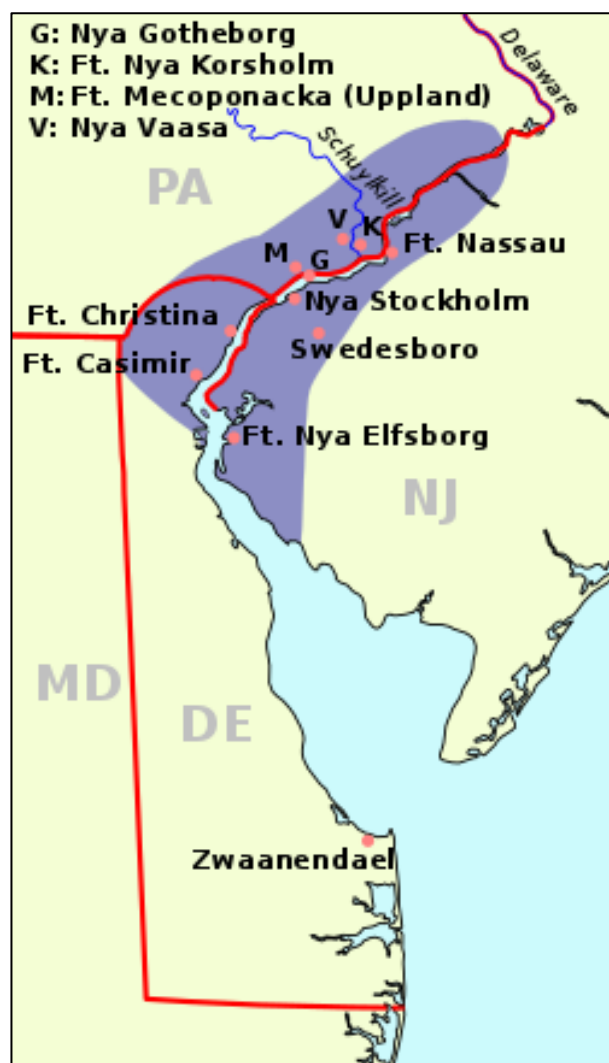 G: Nya Gotheborg
K: Ft. Nya Korsholm
M: Ft. Mecoponacka (Uppland)
V: Nya Vaasa
Delaware
Schuylkill
PA
V
K
Ft. Nassau
M
G
Nya Stockholm
Ft. Christina
Swedesboro
Ft. Casimir
Ft. Nya Elfsborg
NJ
MD
DE
Zwaanendael